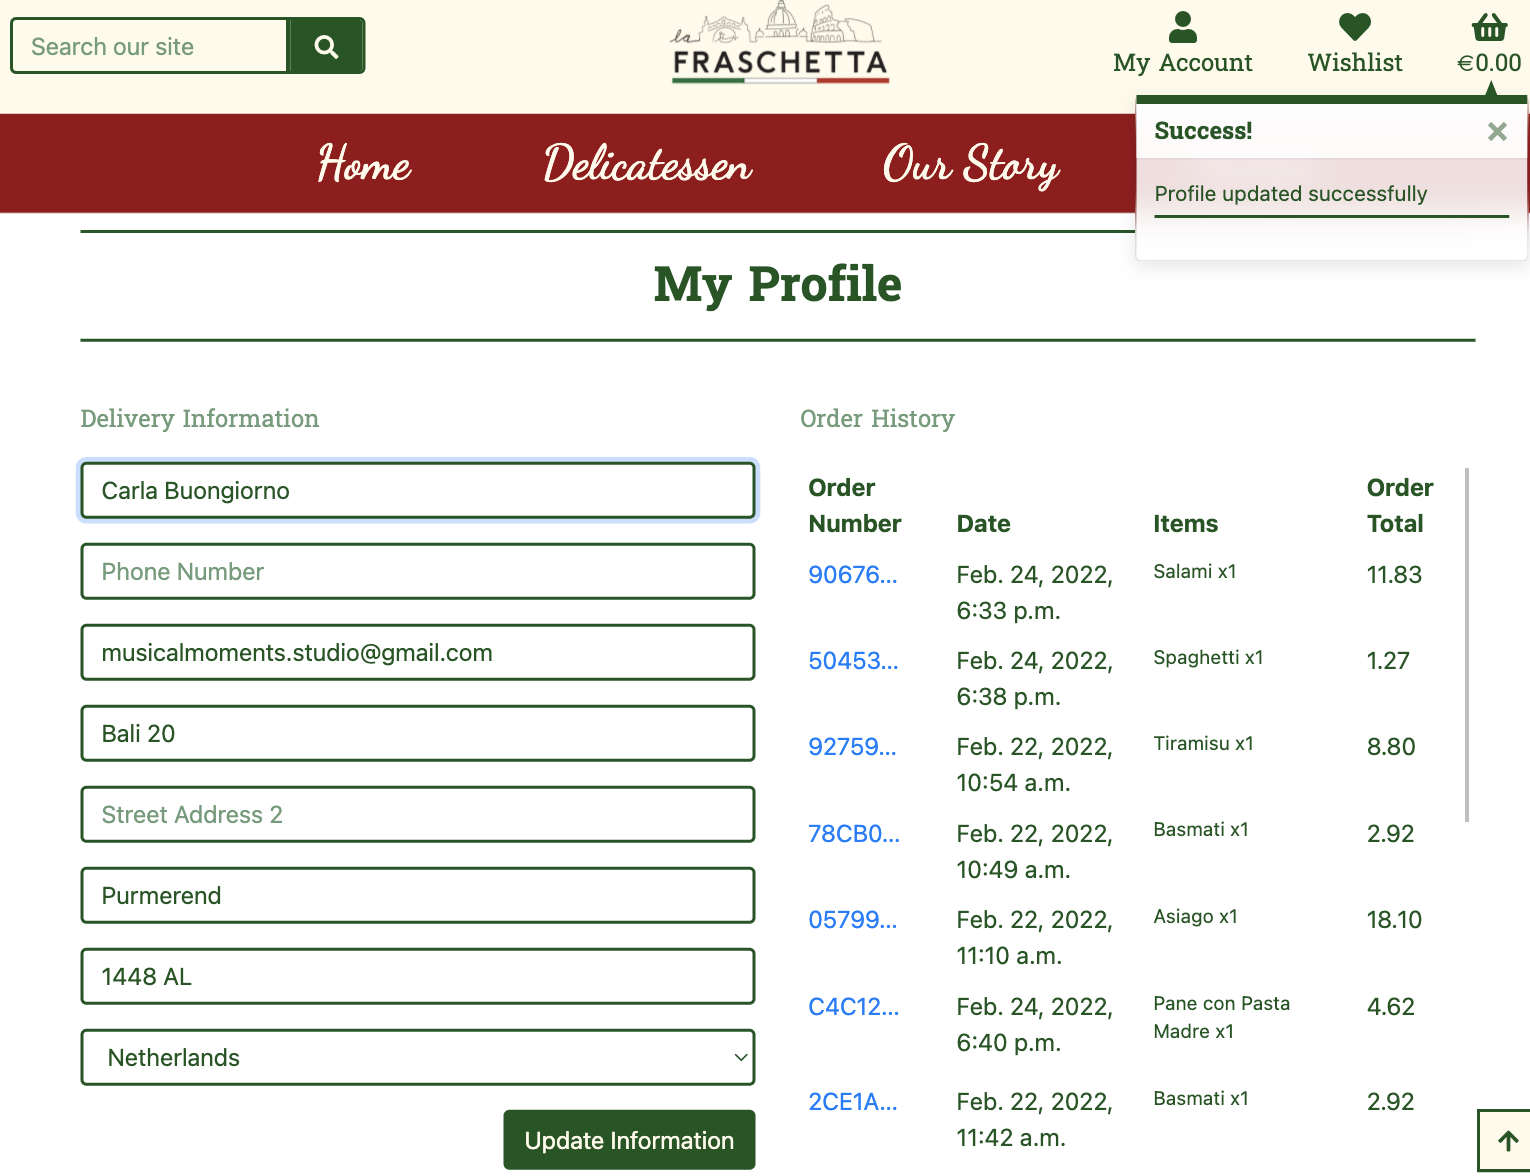 Search our site
la
FRASCHETTA
My Account
Wishlist
€0.00
Home
Delicatessen
Our Story
Success!
Profile updated successfully
My Profile
Delivery Information
Carla Buongiorno
Phone Number
musicalmoments.studio@gmail.com
Bali 20
Street Address 2
Purmerend
1448 AL
Netherlands
Update Information
Order History
Order Number Date Items Order Total
90676... Feb. 24, 2022, 6:33 p.m. Salami x1 11.83
50453... Feb. 24, 2022, 6:38 p.m. Spaghetti x1 1.27
92759... Feb. 22, 2022, 10:54 a.m. Tiramisu x1 8.80
78CB0... Feb. 22, 2022, 10:49 a.m. Basmati x1 2.92
05799... Feb. 22, 2022, 11:10 a.m. Asiago x1 18.10
C4C12... Feb. 24, 2022, 6:40 p.m. Pane con Pasta Madre x1 4.62
2CE1A... Feb. 22, 2022, 11:42 a.m. Basmati x1 2.92